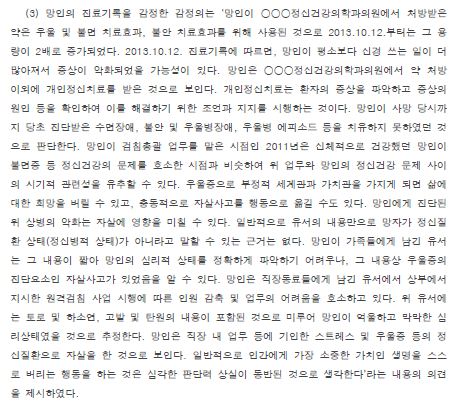 (3) 망인의 진료기록을 감정한 감정의는 '망인이 ○○○정신건강의학과의원에서 처방받은
약은 우울 및 불면 치료효과, 불안 치료효과를 위해 사용된 것으로 2013.10.12.부터는 그 용
량이 2배로 증가되었다. 2013.10.12. 진료기록에 따르면, 망인이 평소보다 신경 쓰는 일이 더
많아져서 증상이 악화되었을 가능성이 있다. 망인은 ○○○정신건강의학과의원에서 약 처방
이외에 개인정신치료를 받은 것으로 보인다. 개인정신치료는 환자의 증상을 파악하고 증상의
원인 등을 확인하여 이를 해결하기 위한 조언과 지지를 시행하는 것이다. 망인이 사망 당시까
지 당초 진단받은 수면장애, 불안 및 우울병장애, 우울병 에피소드 등을 치유하지 못하였던 것
으로 판단한다. 망인이 검침총괄 업무를 맡은 시점인 2011년은 신체적으로 건강했던 망인이
불면증 등 정신건강의 문제를 호소한 시점과 비슷하여 위 업무와 망인의 정신건강 문제 사이
의 시기적 관련성을 유추할 수 있다. 우울증으로 부정적 세계관과 가치관을 가지게 되면 삶에
대한 희망을 버릴 수 있고, 충동적으로 자살사고를 행동으로 옮길 수도 있다. 망인에게 진단된
위 상병의 악화는 자살에 영향을 미칠 수 있다. 일반적으로 유서의 내용만으로 망자가 정신질
환 상태(정신병적 상태)가 아니라고 말할 수 있는 근거는 없다. 망인이 가족들에게 남긴 유서
는 그 내용이 짧아 망인의 심리적 상태를 정확하게 파악하기 어려우나, 그 내용상 우울증의
진단요소인 자살사고가 있었음을 알 수 있다. 망인은 직장동료들에게 남긴 유서에서 상부에서
지시한 원격검침 사업 시행에 따른 인원 감축 및 업무의 어려움을 호소하고 있다. 위 유서에
는 토로 및 하소연, 고발 및 탄원의 내용이 포함된 것으로 미루어 망인이 억울하고 막막한 심
리상태였을 것으로 추정한다. 망인은 직장 내 업무 등에 기인한 스트레스 및 우울증 등의 정
신질환으로 자살을 한 것으로 보인다. 일반적으로 인간에게 가장 소중한 가치인 생명을 스스
로 버리는 행동을 하는 것은 심각한 판단력 상실이 동반된 것으로 생각한다'라는 내용의 의견
을 제시하였다.